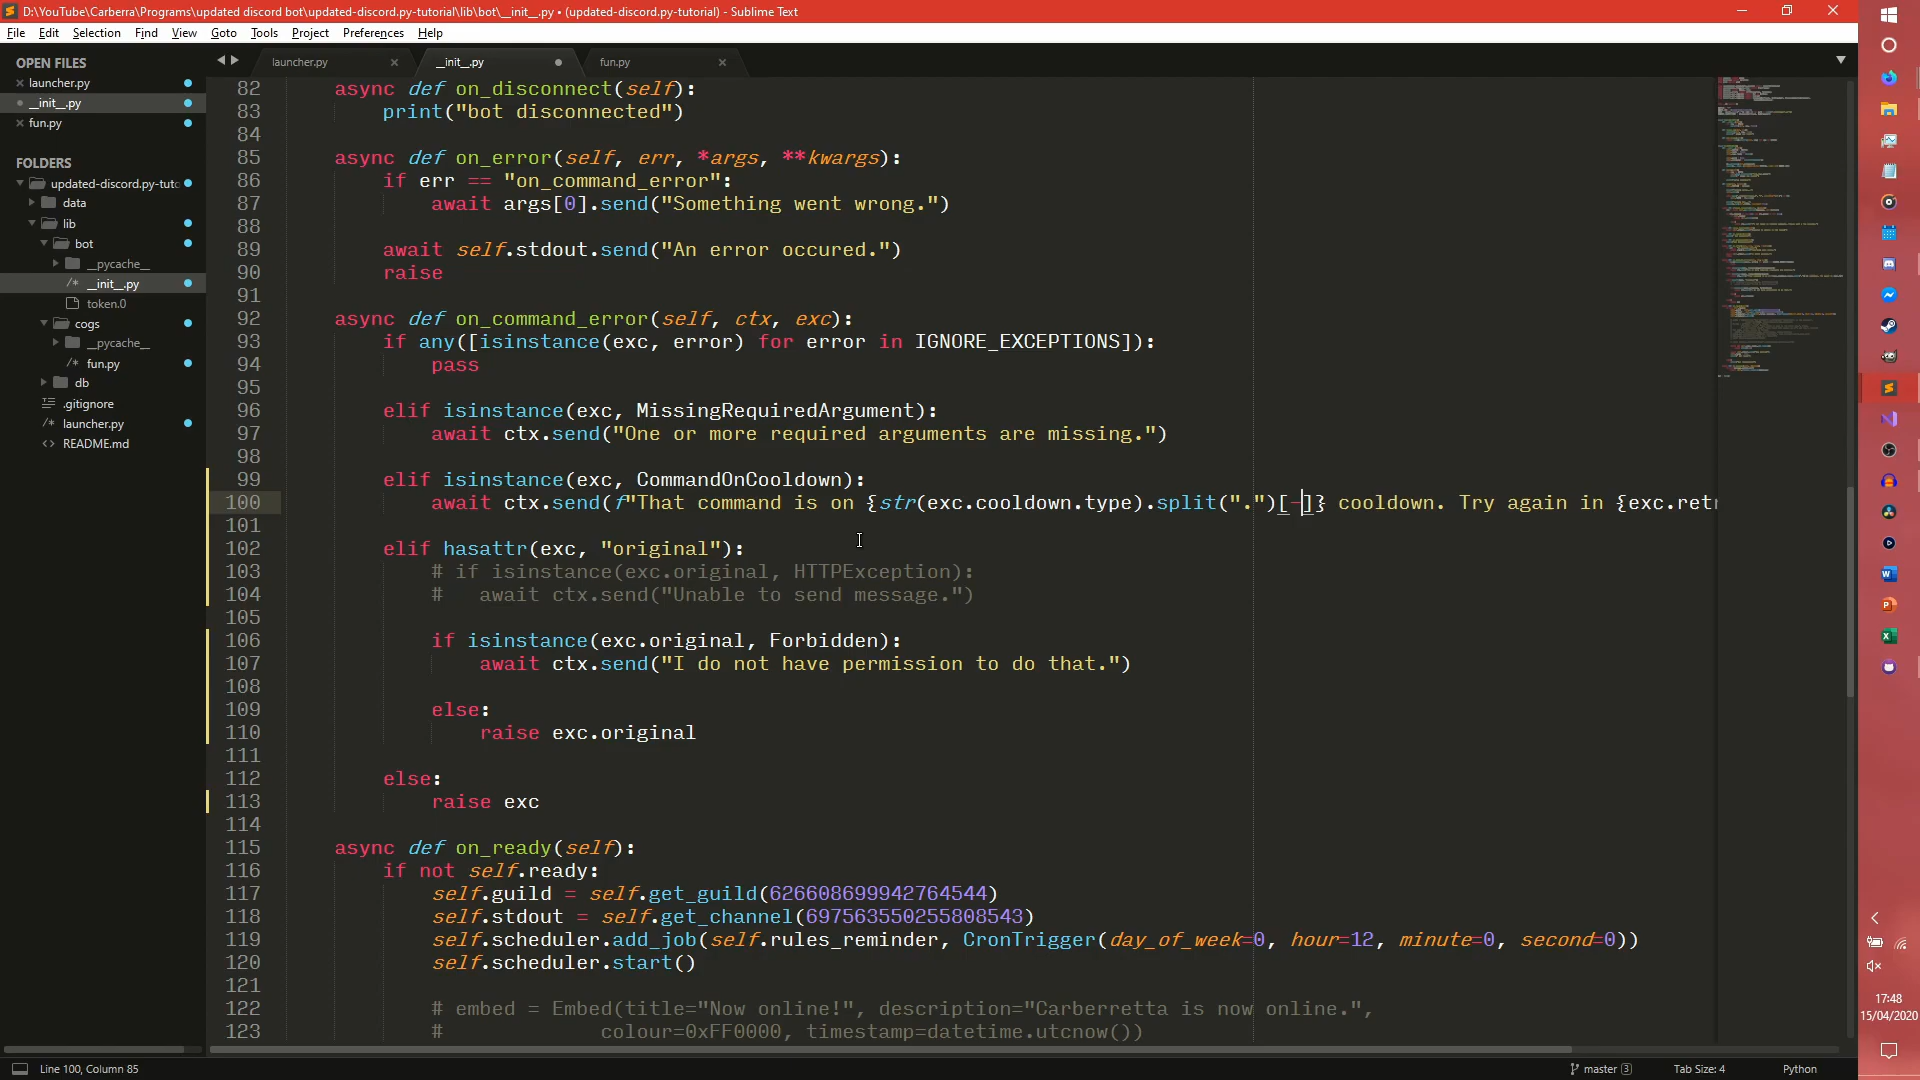 D:\YouTube\Carberra\Programs\updated discord bot\updated-discord.py-tutorial\lib\bot\__init__.py • (updated-discord.py-tutorial) - Sublime Text
File Edit Selection Find View Goto Tools Project Preferences Help
OPEN FILES
launcher.py
__init__.py
fun.py
FOLDERS
updated-discord.py-tutc
data
lib
bot
__pycache__
/* __init__.py
token.0
cogs
__pycache__
/* fun.py
db
.gitignore
/* launcher.py
<> README.md
launcher.py × __init__.py fun.py ×
82 async def on_disconnect(self):
83 print("bot disconnected")
84
85 async def on_error(self, err, *args, **kwargs):
86 if err == "on_command_error":
87 await args[0].send("Something went wrong.")
88
89 await self.stdout.send("An error occured.")
90 raise
91
92 async def on_command_error(self, ctx, exc):
93 if any([isinstance(exc, error) for error in IGNORE_EXCEPTIONS]):
94 pass
95
96 elif isinstance(exc, MissingRequiredArgument):
97 await ctx.send("One or more required arguments are missing.")
98
99 elif isinstance(exc, CommandOnCooldown):
100 await ctx.send(f"That command is on {str(exc.cooldown.type).split(".")[-]} cooldown. Try again in {exc.retr
101
102 elif hasattr(exc, "original"):
103 # if isinstance(exc.original, HTTPException):
104 # await ctx.send("Unable to send message.")
105
106 if isinstance(exc.original, Forbidden):
107 await ctx.send("I do not have permission to do that.")
108
109 else:
110 raise exc.original
111
112 else:
113 raise exc
114
115 async def on_ready(self):
116 if not self.ready:
117 self.guild = self.get_guild(626608699942764544)
118 self.stdout = self.get_channel(697563550255808543)
119 self.scheduler.add_job(self.rules_reminder, CronTrigger(day_of_week=0, hour=12, minute=0, second=0))
120 self.scheduler.start()
121
122 # embed = Embed(title="Now online!", description="Carberretta is now online.",
123 # colour=0xFF0000, timestamp=datetime.utcnow())
Line 100, Column 85
master 3
Tab Size: 4
Python
17:48
15/04/2020